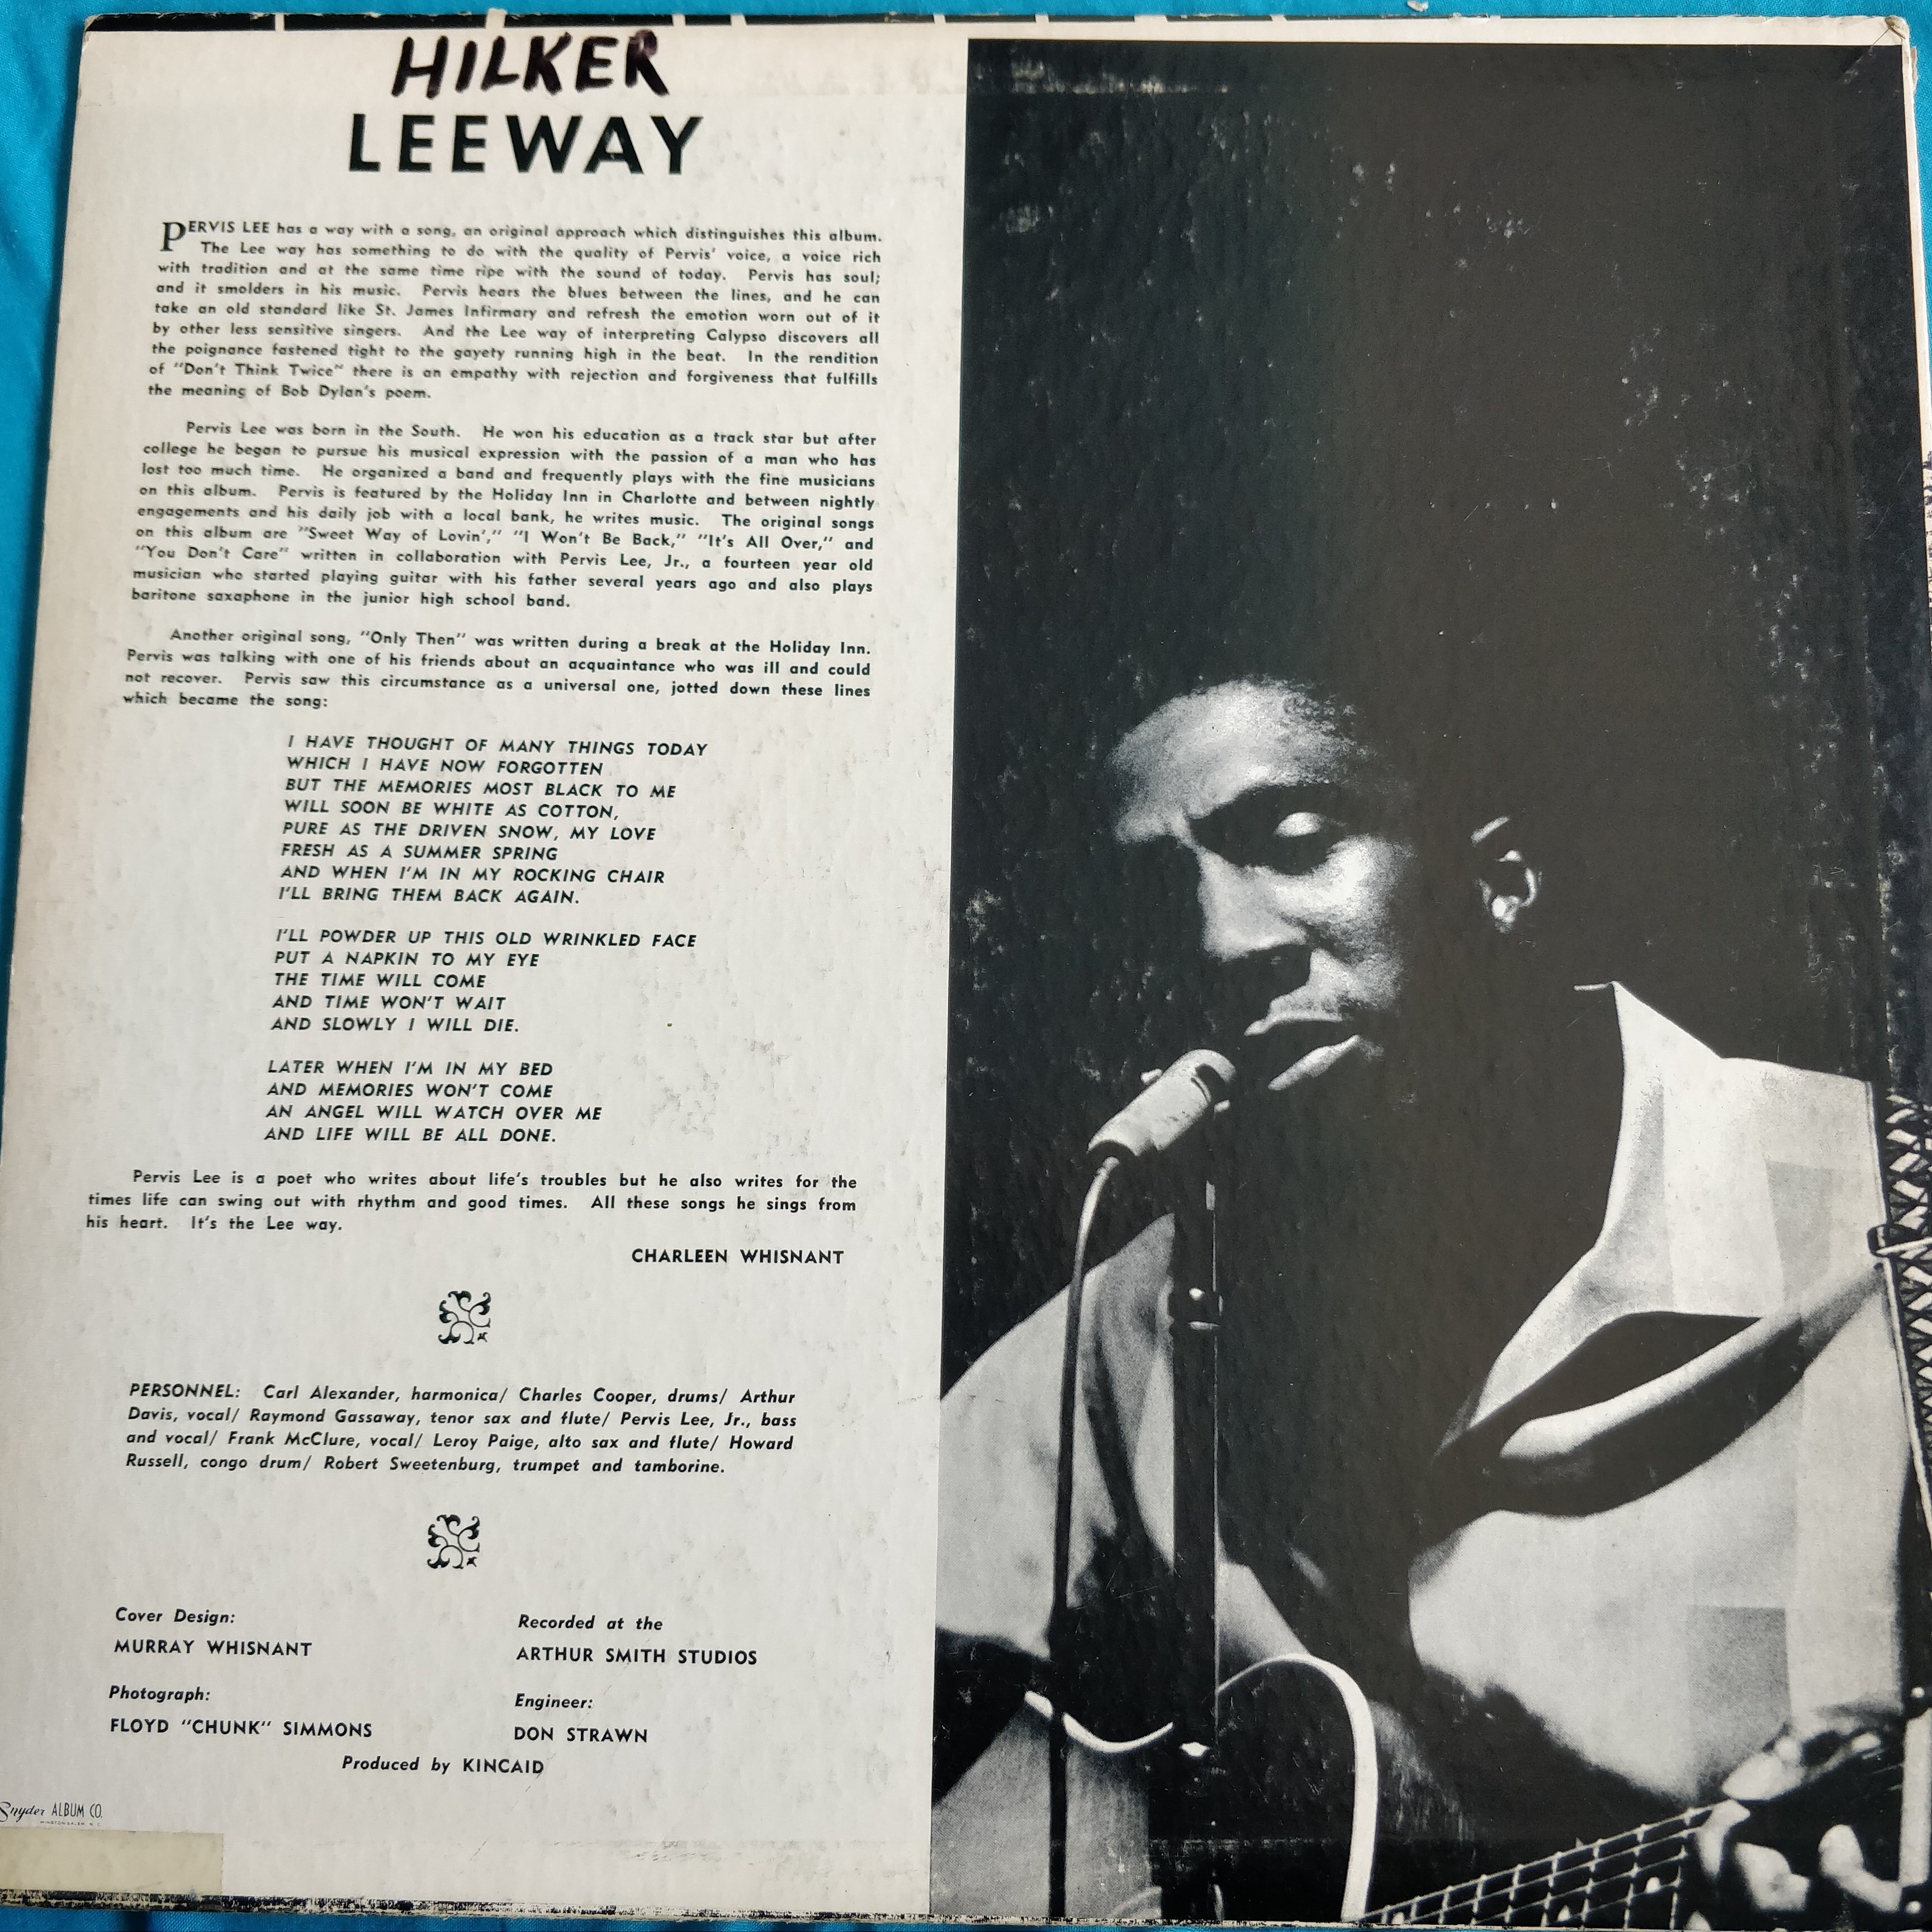 HILKER
LEEWAY
PERVIS LEE has a way with a song, an original approach which distinguishes this album.
The Lee way has something to do with the quality of Pervis' voice, a voice rich
with tradition and at the same time ripe with the sound of today. Pervis has soul;
and it smolders in his music. Pervis hears the blues between the lines, and he can
take an old standard like St. James Infirmary and refresh the emotion worn out of it
by other less sensitive singers. And the Lee way of interpreting Calypso discovers all
the poignance fastened tight to the gayety running high in the beat. In the rendition
of "Don't Think Twice" there is an empathy with rejection and forgiveness that fulfills
the meaning of Bob Dylan's poem.
Pervis Lee was born in the South. He won his education as a track star but after
college he began to pursue his musical expression with the passion of a man who has
lost too much time. He organized a band and frequently plays with the fine musicians
on this album. Pervis is featured by the Holiday Inn in Charlotte and between nightly
engagements and his daily job with a local bank, he writes music. The original songs
on this album are "Sweet Way of Lovin'," "I Won't Be Back," "It's All Over," and
"You Don't Care" written in collaboration with Pervis Lee, Jr., a fourteen year old
musician who started playing guitar with his father several years ago and also plays
baritone saxaphone in the junior high school band.
Another original song, "Only Then" was written during a break at the Holiday Inn.
Pervis was talking with one of his friends about an acquaintance who was ill and could
not recover. Pervis saw this circumstance as a universal one, jotted down these lines
which became the song:
I HAVE THOUGHT OF MANY THINGS TODAY
WHICH I HAVE NOW FORGOTTEN
BUT THE MEMORIES MOST BLACK TO ME
WILL SOON BE WHITE AS COTTON,
PURE AS THE DRIVEN SNOW, MY LOVE
FRESH AS A SUMMER SPRING
AND WHEN I'M IN MY ROCKING CHAIR
I'LL BRING THEM BACK AGAIN.
I'LL POWDER UP THIS OLD WRINKLED FACE
PUT A NAPKIN TO MY EYE
THE TIME WILL COME
AND TIME WON'T WAIT
AND SLOWLY I WILL DIE.
LATER WHEN I'M IN MY BED
AND MEMORIES WON'T COME
AN ANGEL WILL WATCH OVER ME
AND LIFE WILL BE ALL DONE.
Pervis Lee is a poet who writes about life's troubles but he also writes for the
times life can swing out with rhythm and good times. All these songs he sings from
his heart. It's the Lee way.
CHARLEEN WHISNANT
PERSONNEL: Carl Alexander, harmonica/ Charles Cooper, drums/ Arthur
Davis, vocal/ Raymond Gassaway, tenor sax and flute/ Pervis Lee, Jr., bass
and vocal/ Frank McClure, vocal/ Leroy Paige, alto sax and flute/ Howard
Russell, congo drum/ Robert Sweetenburg, trumpet and tamborine.
Cover Design:
MURRAY WHISNANT
Photograph:
FLOYD "CHUNK" SIMMONS
Recorded at the
ARTHUR SMITH STUDIOS
Engineer:
DON STRAWN
Produced by KINCAID
Snyder ALBUM CO.
WINSTON-SALEM, N. C.